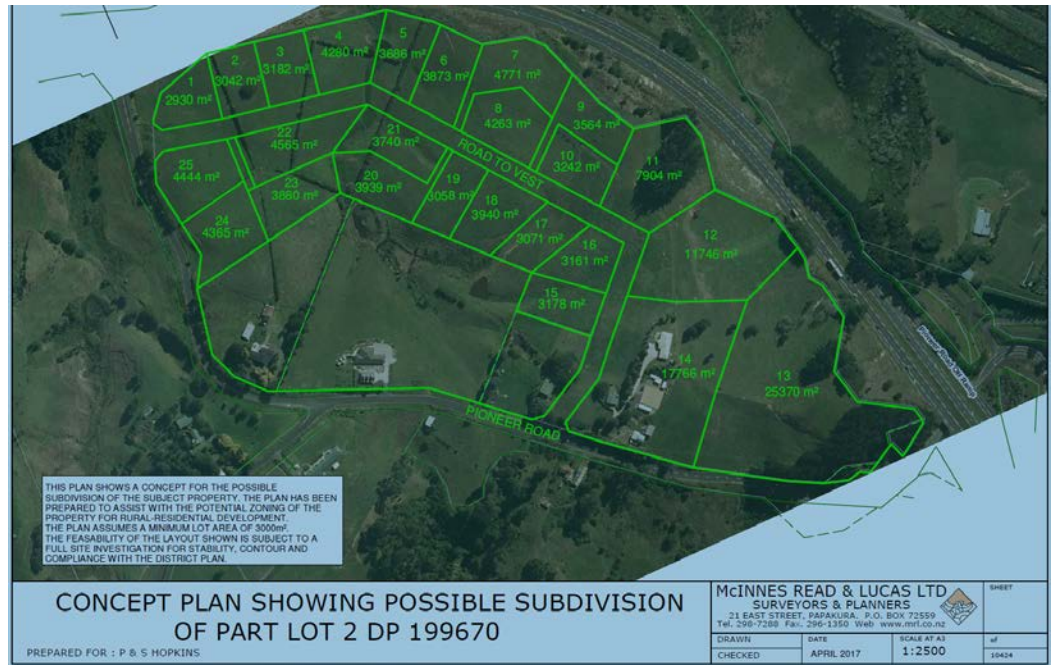 1
2930 m²
2
3042 m²
3
3182 m²
4
4280 m²
5
3686 m²
6
3873 m²
7
4771 m²
8
4263 m²
9
3564 m²
10
3242 m²
11
7904 m²
12
11746 m²
13
25370 m²
14
17766 m²
15
3178 m²
16
3161 m²
17
3071 m²
18
3940 m²
19
3058 m²
20
3939 m²
21
3740 m²
22
4565 m²
23
3880 m²
24
4365 m²
25
4444 m²
ROAD TO VEST
PIONEER ROAD
Pioneer Road Off Ramp
THIS PLAN SHOWS A CONCEPT FOR THE POSSIBLE
SUBDIVISION OF THE SUBJECT PROPERTY. THE PLAN HAS BEEN
PREPARED TO ASSIST WITH THE POTENTIAL ZONING OF THE
PROPERTY FOR RURAL-RESIDENTIAL DEVELOPMENT.
THE PLAN ASSUMES A MINIMUM LOT AREA OF 3000m².
THE FEASABILITY OF THE LAYOUT SHOWN IS SUBJECT TO A
FULL SITE INVESTIGATION FOR STABILITY, CONTOUR AND
COMPLIANCE WITH THE DISTRICT PLAN.
CONCEPT PLAN SHOWING POSSIBLE SUBDIVISION
OF PART LOT 2 DP 199670
PREPARED FOR : P & S HOPKINS
McINNES READ & LUCAS LTD
SURVEYORS & PLANNERS
21 EAST STREET, PAPAKURA. P.O. BOX 72559
Tel. 298-7288 Fax. 296-1350 Web www.mrl.co.nz
DRAWN
CHECKED
DATE
APRIL 2017
SCALE AT A3
1:2500
SHEET
of
10424